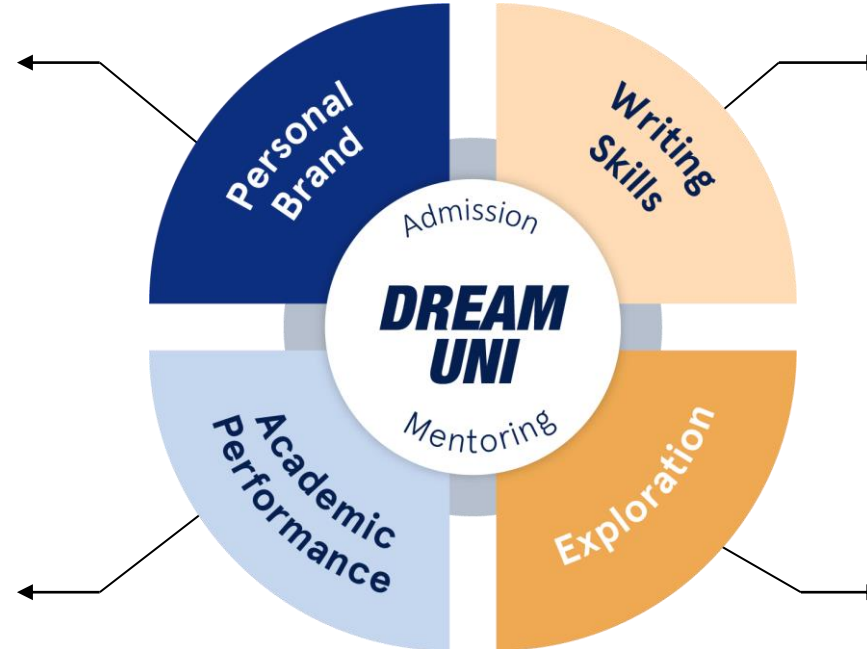 Personal
Brand
Writing
Skills
Admission
DREAM
UNI
Mentoring
Academic
Performance
Exploration